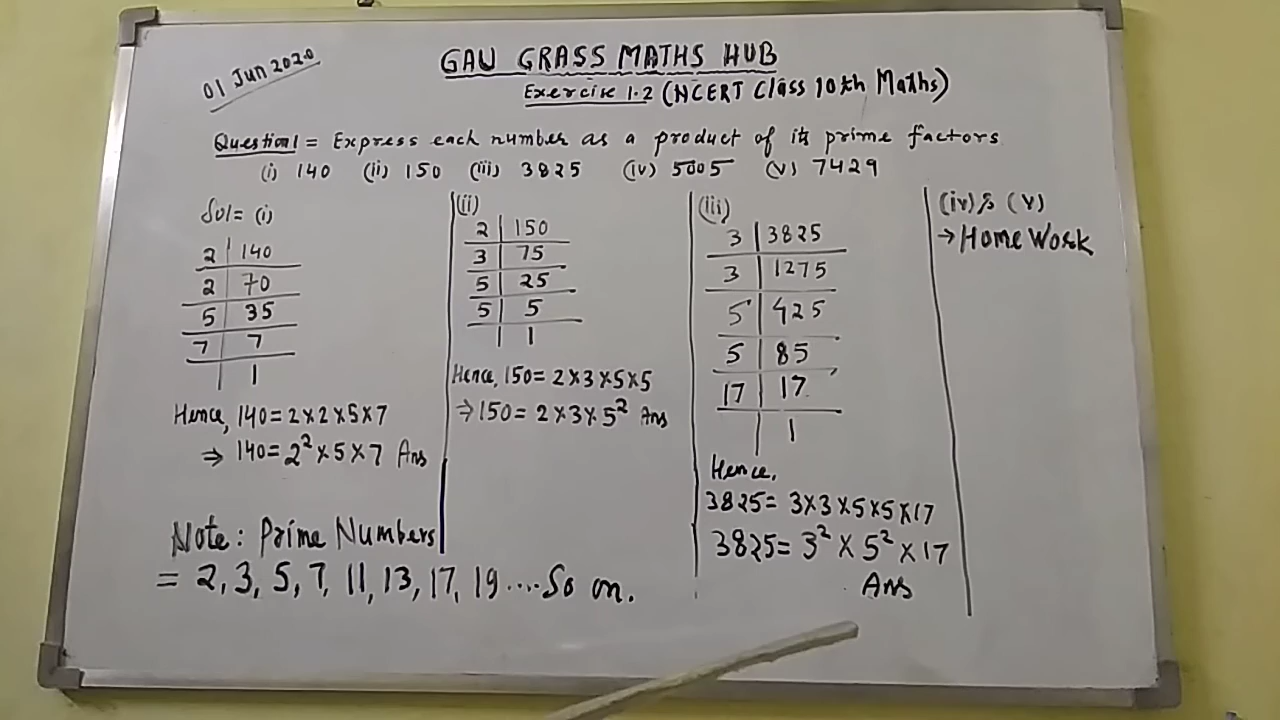 01 Jun 2020
GAU GRASS MATHS HUB
Exercise 1.2 (NCERT Class 10th Maths)
Question1 = Express each number as a product of its prime factors
(i) 140 (ii) 150 (iii) 3825 (iv) 5005 (v) 7429
Sol= (i)
2 | 140
2 | 70
5 | 35
7 | 7
| 1
Hence, 140= 2×2×5×7
⇒ 140= 2²×5×7 Ans
(ii)
2 | 150
3 | 75
5 | 25
5 | 5
| 1
Hence, 150= 2×3×5×5
⇒ 150= 2×3×5² Ans
(iii)
3 | 3825
3 | 1275
5 | 425
5 | 85
17 | 17
| 1
Hence,
3825= 3×3×5×5×17
3825= 3²×5²×17
Ans
(iv) & (v)
→ Home Work
Note: Prime Numbers
= 2, 3, 5, 7, 11, 13, 17, 19 .... So on.